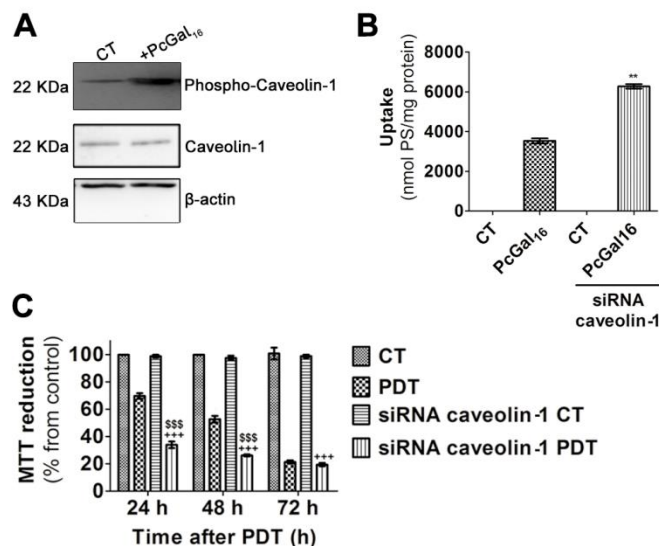 A
CT
+PcGal₁₆
22 KDa
Phospho-Caveolin-1
22 KDa
Caveolin-1
43 KDa
β-actin
B
Uptake
(nmol PS/mg protein)
8000
6000
4000
2000
0
**
CT
PcGal₁₆
CT
PcGal16
siRNA
caveolin-1
C
MTT reduction
(% from control)
100
80
60
40
20
0
$$$
+++
$$$
+++
+++
24 h
48 h
72 h
Time after PDT (h)
CT
PDT
siRNA caveolin-1 CT
siRNA caveolin-1 PDT